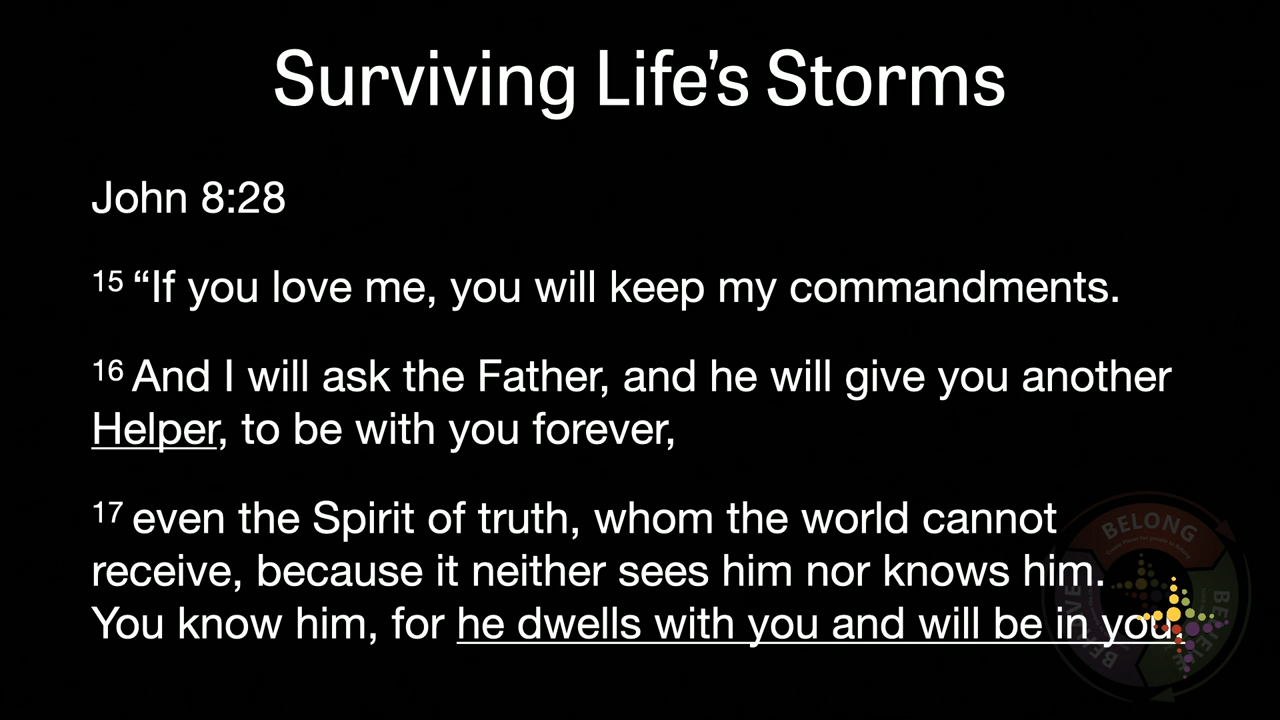 Surviving Life’s Storms
John 8:28
15 “If you love me, you will keep my commandments.
16 And I will ask the Father, and he will give you another
Helper, to be with you forever,
17 even the Spirit of truth, whom the world cannot
receive, because it neither sees him nor knows him.
You know him, for he dwells with you and will be in you.
BELONG